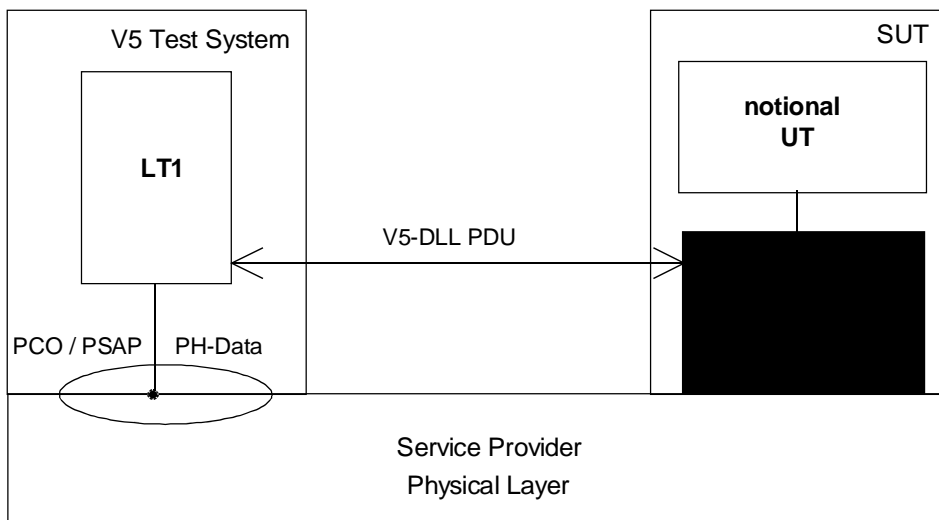 V5 Test System
SUT
LT1
notional
UT
V5-DLL PDU
PCO / PSAP
PH-Data
Service Provider
Physical Layer